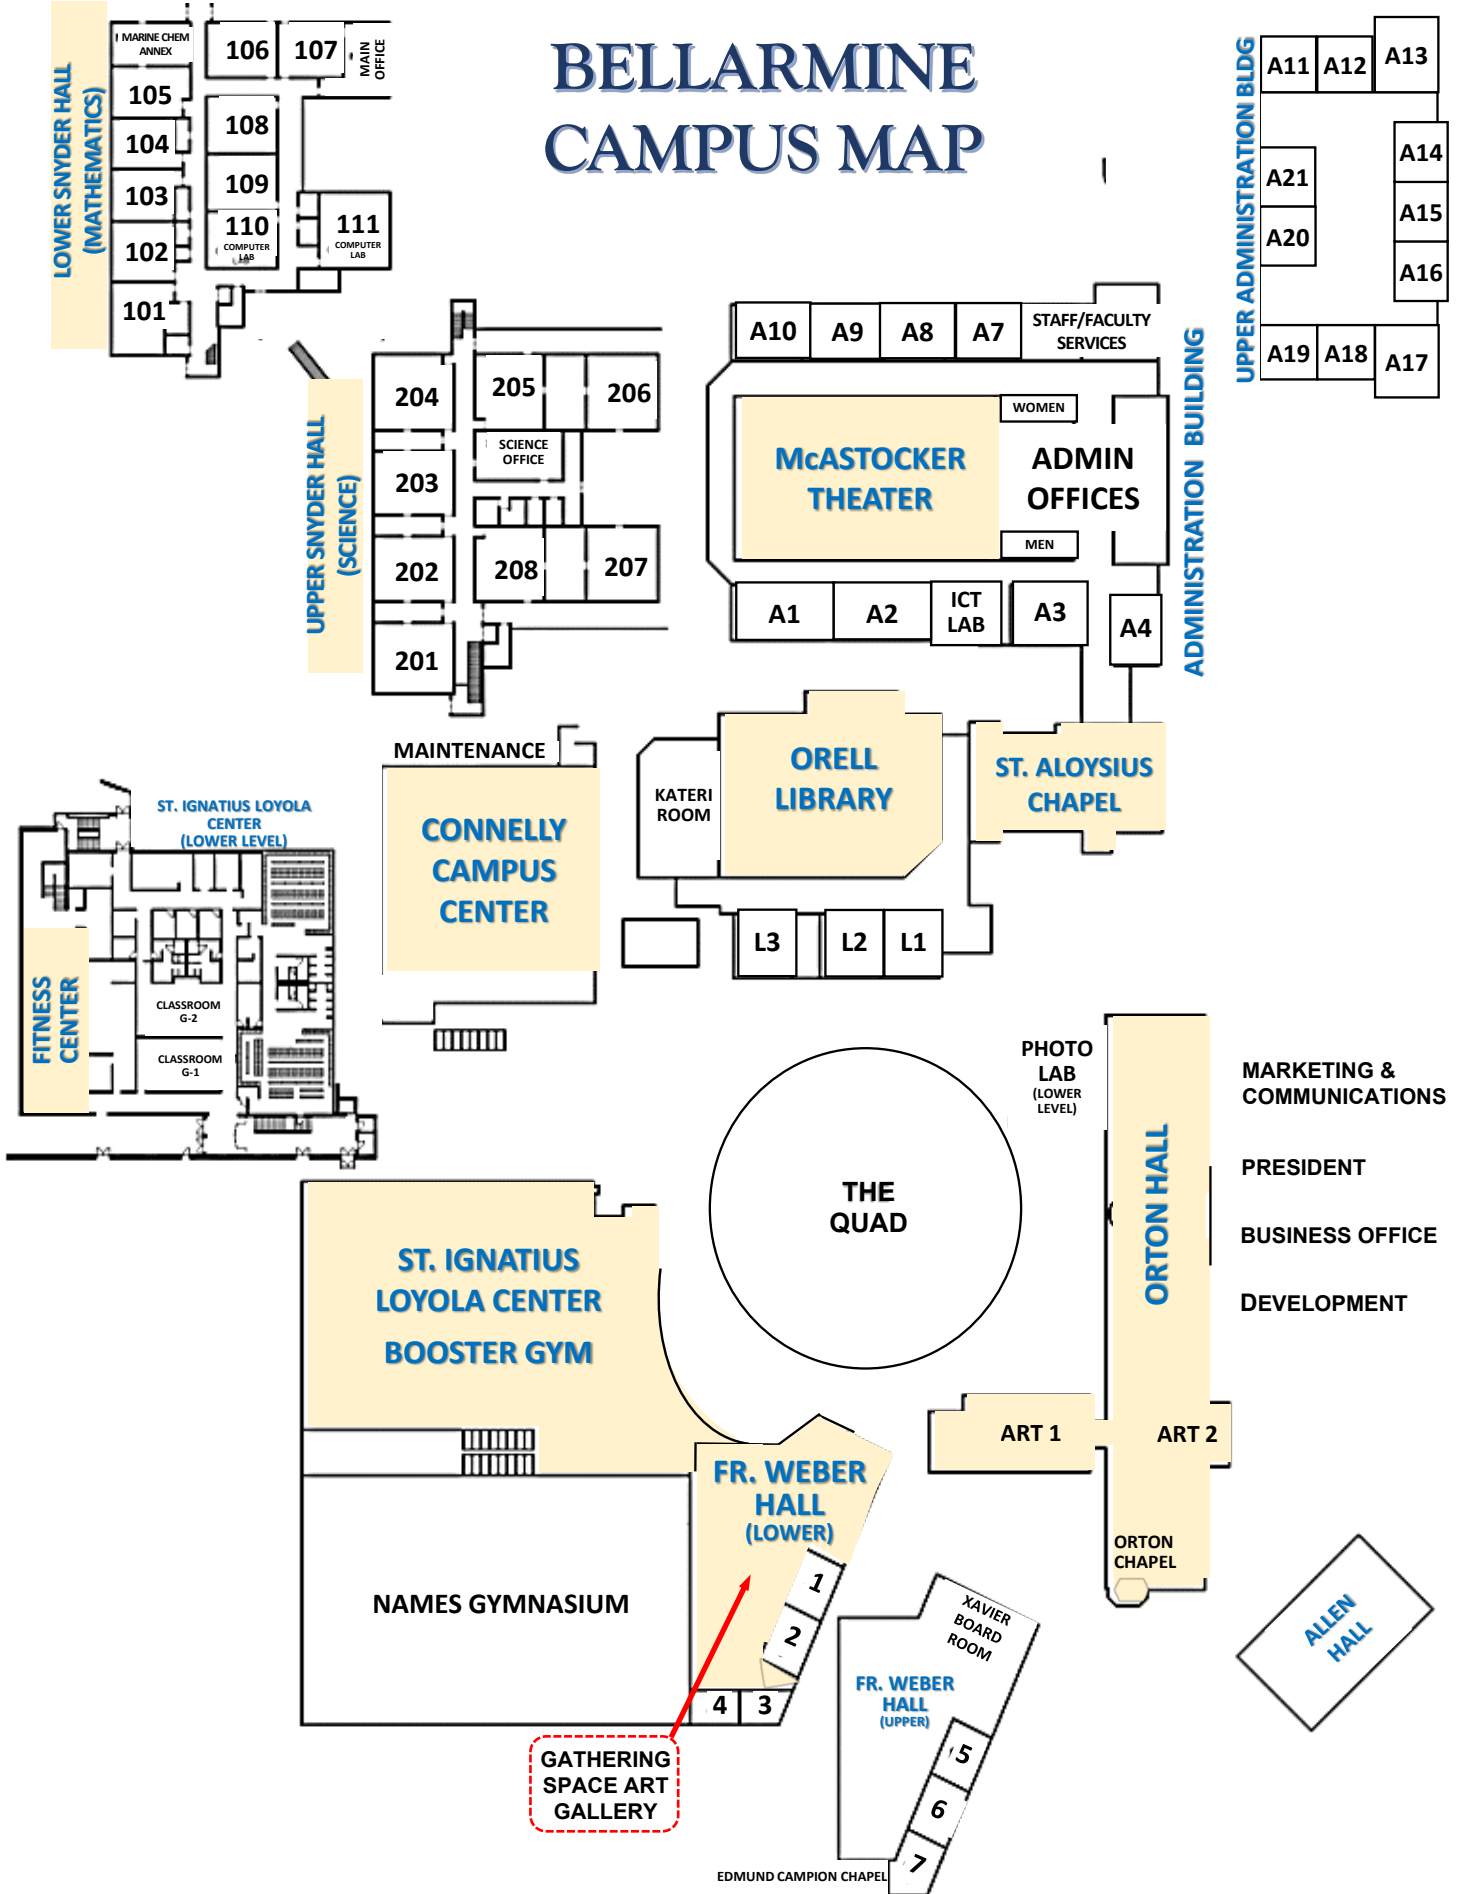 BELLARMINE
CAMPUS MAP
LOWER SNYDER HALL
(MATHEMATICS)
MARINE CHEM
ANNEX
106
107
MAIN
OFFICE
105
104
103
102
101
108
109
110
COMPUTER
LAB
111
COMPUTER
LAB
UPPER ADMINISTRATION BLDG
A11
A12
A13
A14
A15
A16
A21
A20
A19
A18
A17
UPPER SNYDER HALL
(SCIENCE)
204
205
206
SCIENCE
OFFICE
203
202
208
207
201
A10
A9
A8
A7
STAFF/FACULTY
SERVICES
WOMEN
McASTOCKER
THEATER
ADMIN
OFFICES
MEN
A1
A2
ICT
LAB
A3
A4
ADMINISTRATION BUILDING
MAINTENANCE
CONNELLY
CAMPUS
CENTER
KATERI
ROOM
ORELL
LIBRARY
ST. ALOYSIUS
CHAPEL
L3
L2
L1
ST. IGNATIUS LOYOLA
CENTER
(LOWER LEVEL)
FITNESS
CENTER
CLASSROOM
G-2
CLASSROOM
G-1
PHOTO
LAB
(LOWER
LEVEL)
ORTON HALL
MARKETING &
COMMUNICATIONS
PRESIDENT
BUSINESS OFFICE
DEVELOPMENT
THE
QUAD
ST. IGNATIUS
LOYOLA CENTER
BOOSTER GYM
ART 1
ART 2
ORTON
CHAPEL
FR. WEBER
HALL
(LOWER)
1
2
3
4
NAMES GYMNASIUM
GATHERING
SPACE ART
GALLERY
XAVIER
BOARD
ROOM
FR. WEBER
HALL
(UPPER)
5
6
7
EDMUND CAMPION CHAPEL
ALLEN
HALL